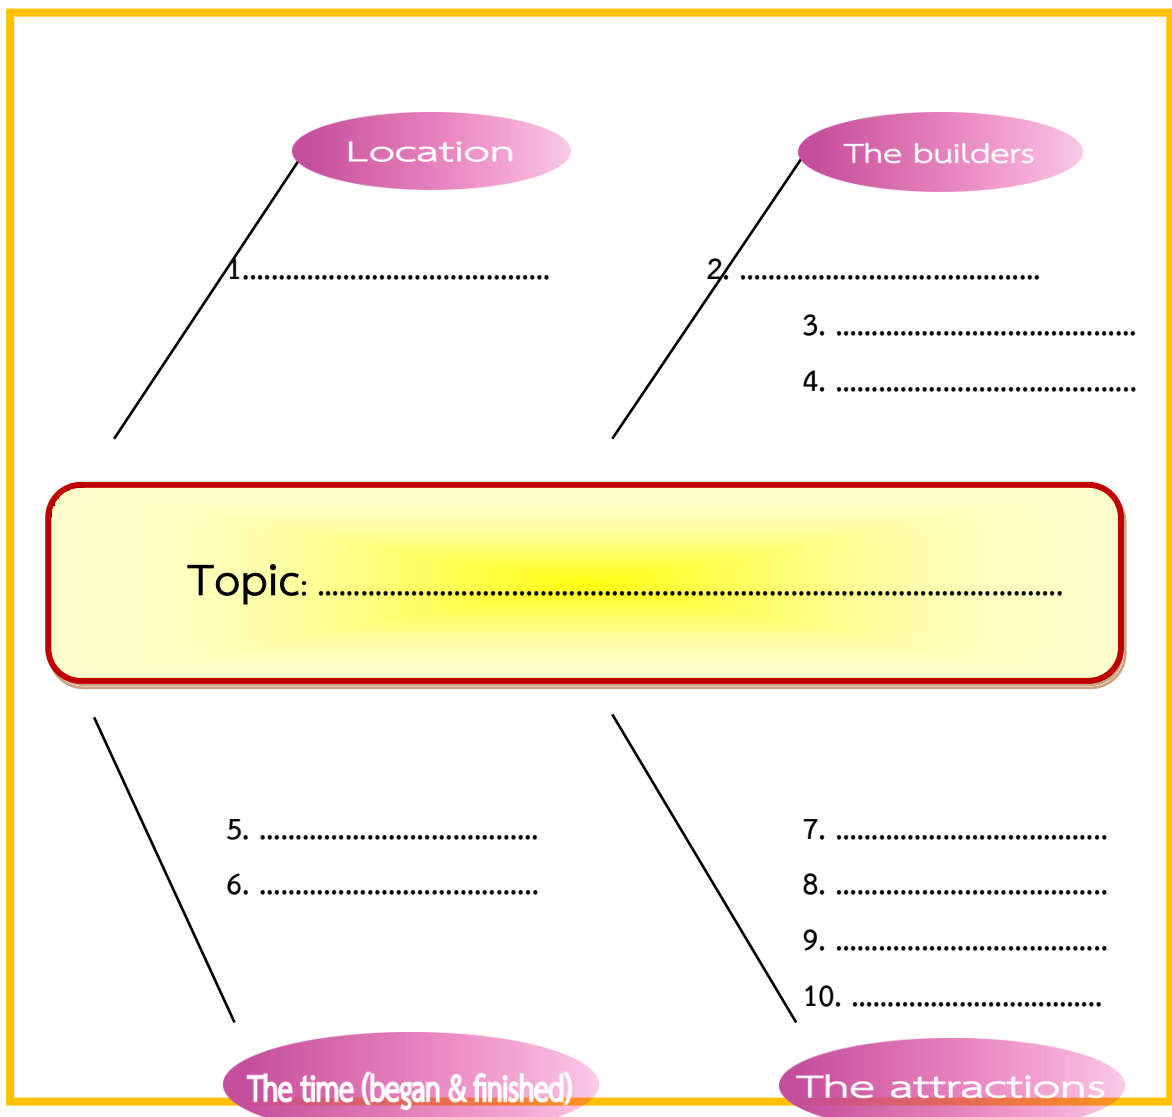 Location
The builders
1...........................................
2. ..........................................
3. ..........................................
4. ..........................................
Topic: ........................................................................................................
5. .......................................
6. .......................................
7. ......................................
8. ......................................
9. ......................................
10. ...................................
The time (began & finished)
The attractions